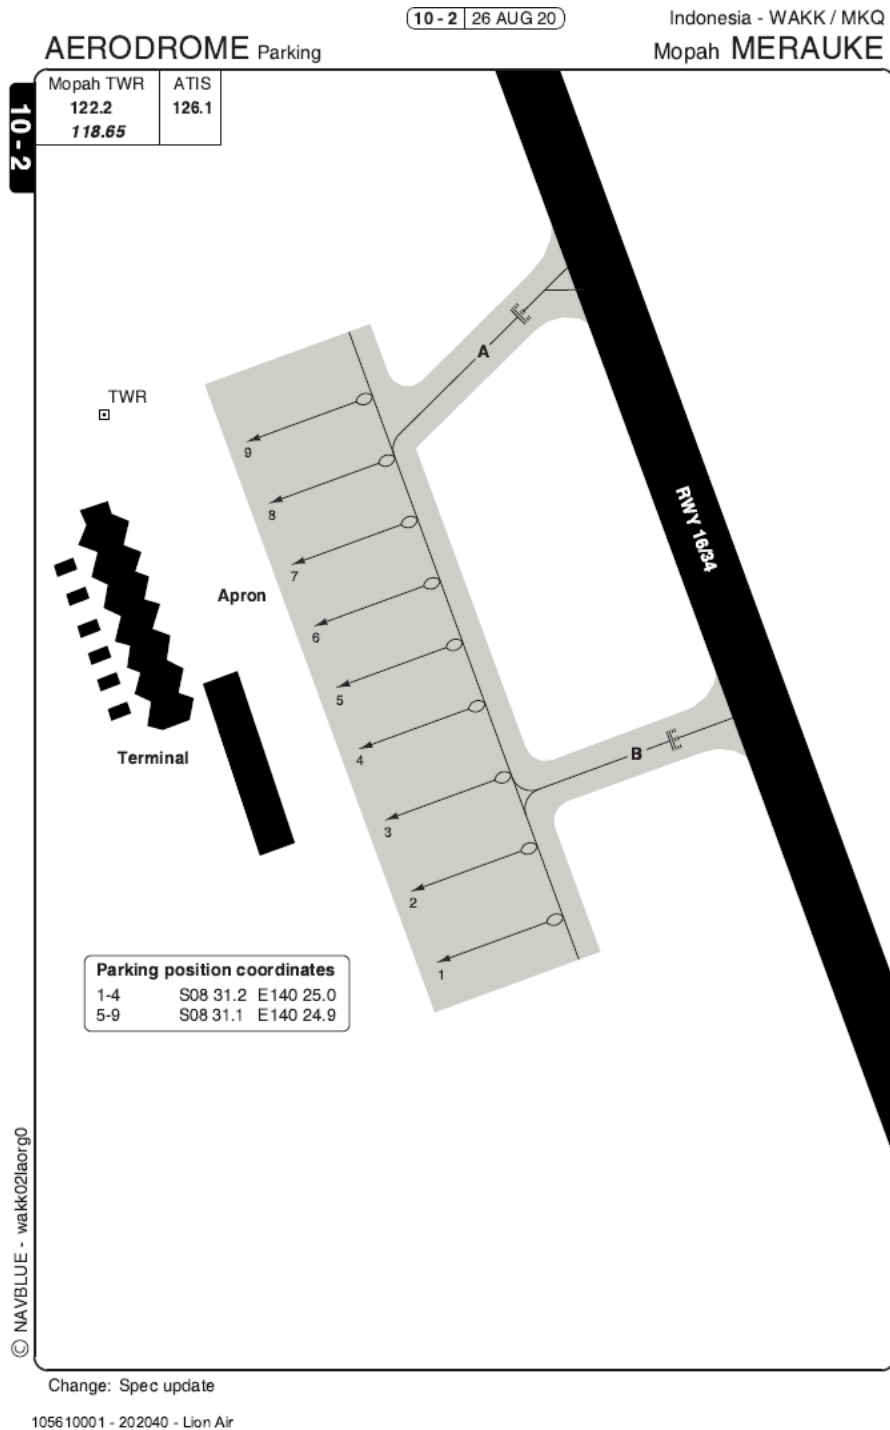 10 - 2 26 AUG 20
Indonesia - WAKK / MKQ
AERODROME Parking
Mopah MERAUKE
10 - 2
Mopah TWR ATIS
122.2 126.1
118.65
A
TWR
9
8
RWY 16/34
7
Apron
6
5
4
B
Terminal
3
2
1
Parking position coordinates
1-4 S08 31.2 E140 25.0
5-9 S08 31.1 E140 24.9
© NAVBLUE - wakk02laorg0
Change: Spec update
105610001 - 202040 - Lion Air